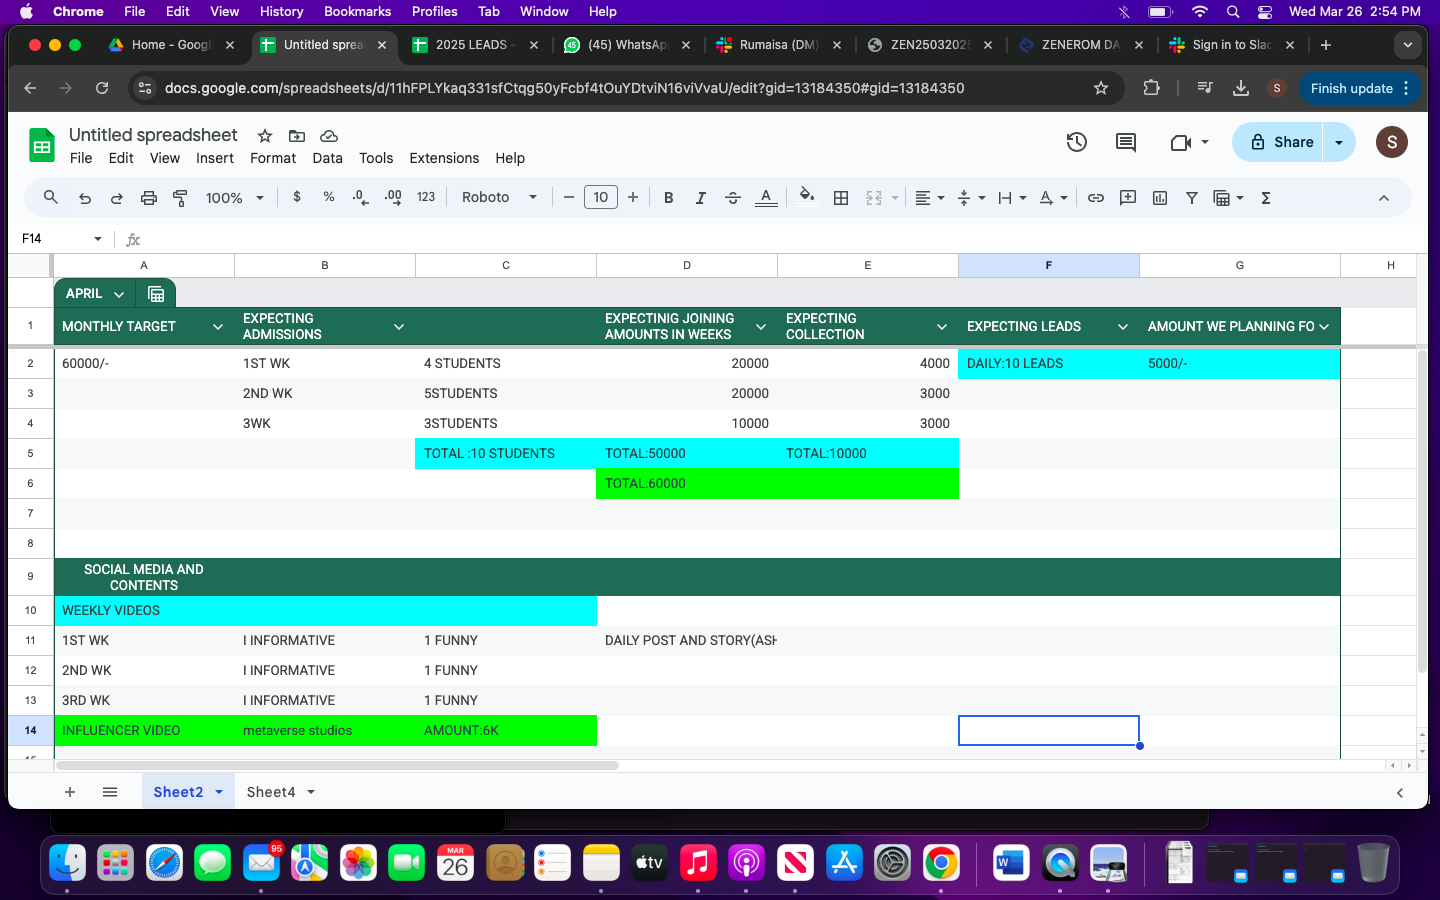 Chrome File Edit View History Bookmarks Profiles Tab Window Help Wed Mar 26 2:54 PM
Home - Googl Untitled sprea 2025 LEADS - (45) WhatsAp Rumaisa (DM) ZEN2503202 ZENEROM DA Sign in to Slac
docs.google.com/spreadsheets/d/11hFPLYkaq331sfCtqg50yFcbf4tOuYDtviN16viVvaU/edit?gid=13184350#gid=13184350 S Finish update
Untitled spreadsheet
File Edit View Insert Format Data Tools Extensions Help
Share S
100% $ % .0 .00 123 Roboto 10 B I A
F14 fx
A B C D E F G H
APRIL
1 MONTHLY TARGET EXPECTING ADMISSIONS EXPECTINIG JOINING AMOUNTS IN WEEKS EXPECTING COLLECTION EXPECTING LEADS AMOUNT WE PLANNING FO
2 60000/- 1ST WK 4 STUDENTS 20000 4000 DAILY:10 LEADS 5000/-
3 2ND WK 5STUDENTS 20000 3000
4 3WK 3STUDENTS 10000 3000
5 TOTAL :10 STUDENTS TOTAL:50000 TOTAL:10000
6 TOTAL:60000
7
8
9 SOCIAL MEDIA AND CONTENTS
10 WEEKLY VIDEOS
11 1ST WK I INFORMATIVE 1 FUNNY DAILY POST AND STORY(ASH
12 2ND WK I INFORMATIVE 1 FUNNY
13 3RD WK I INFORMATIVE 1 FUNNY
14 INFLUENCER VIDEO metaverse studios AMOUNT:6K
Sheet2 Sheet4
95
MAR
26
tv
W